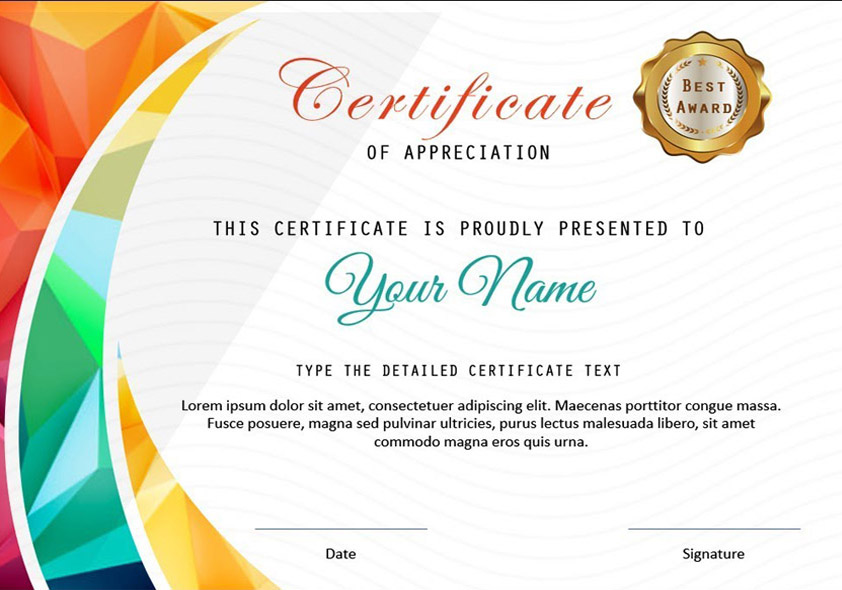 Certificate
OF APPRECIATION
BEST
AWARD
THIS CERTIFICATE IS PROUDLY PRESENTED TO
Your Name
TYPE THE DETAILED CERTIFICATE TEXT
Lorem ipsum dolor sit amet, consectetuer adipiscing elit. Maecenas porttitor congue massa.
Fusce posuere, magna sed pulvinar ultricies, purus lectus malesuada libero, sit amet
commodo magna eros quis urna.
Date
Signature